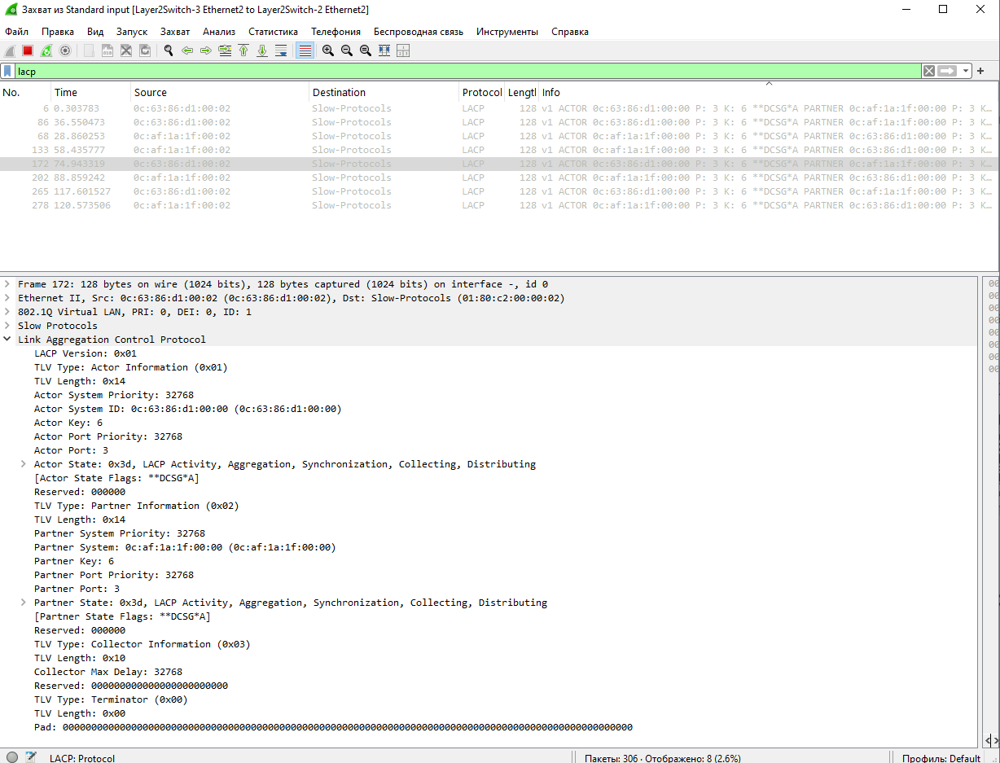 Захват из Standard input [Layer2Switch-3 Ethernet2 to Layer2Switch-2 Ethernet2]
Файл Правка Вид Запуск Захват Анализ Статистика Телефония Беспроводная связь Инструменты Справка
lacp
No. Time Source Destination Protocol Lengtl Info
6 0.303783 0c:63:86:d1:00:02 Slow-Protocols LACP 128 v1 ACTOR 0c:63:86:d1:00:00 P: 3 K: 6 **DCSG*A PARTNER 0c:af:1a:1f:00:00 P: 3 K…
86 36.550473 0c:63:86:d1:00:02 Slow-Protocols LACP 128 v1 ACTOR 0c:63:86:d1:00:00 P: 3 K: 6 **DCSG*A PARTNER 0c:af:1a:1f:00:00 P: 3 K…
68 28.860253 0c:af:1a:1f:00:02 Slow-Protocols LACP 128 v1 ACTOR 0c:af:1a:1f:00:00 P: 3 K: 6 **DCSG*A PARTNER 0c:63:86:d1:00:00 P: 3 K…
133 58.435777 0c:af:1a:1f:00:02 Slow-Protocols LACP 128 v1 ACTOR 0c:af:1a:1f:00:00 P: 3 K: 6 **DCSG*A PARTNER 0c:63:86:d1:00:00 P: 3 K…
172 74.943319 0c:63:86:d1:00:02 Slow-Protocols LACP 128 v1 ACTOR 0c:63:86:d1:00:00 P: 3 K: 6 **DCSG*A PARTNER 0c:af:1a:1f:00:00 P: 3 K…
202 88.859242 0c:af:1a:1f:00:02 Slow-Protocols LACP 128 v1 ACTOR 0c:af:1a:1f:00:00 P: 3 K: 6 **DCSG*A PARTNER 0c:63:86:d1:00:00 P: 3 K…
265 117.601527 0c:63:86:d1:00:02 Slow-Protocols LACP 128 v1 ACTOR 0c:63:86:d1:00:00 P: 3 K: 6 **DCSG*A PARTNER 0c:af:1a:1f:00:00 P: 3 K…
278 120.573506 0c:af:1a:1f:00:02 Slow-Protocols LACP 128 v1 ACTOR 0c:af:1a:1f:00:00 P: 3 K: 6 **DCSG*A PARTNER 0c:63:86:d1:00:00 P: 3 K…
Frame 172: 128 bytes on wire (1024 bits), 128 bytes captured (1024 bits) on interface -, id 0
Ethernet II, Src: 0c:63:86:d1:00:02 (0c:63:86:d1:00:02), Dst: Slow-Protocols (01:80:c2:00:00:02)
802.1Q Virtual LAN, PRI: 0, DEI: 0, ID: 1
Slow Protocols
Link Aggregation Control Protocol
LACP Version: 0x01
TLV Type: Actor Information (0x01)
TLV Length: 0x14
Actor System Priority: 32768
Actor System ID: 0c:63:86:d1:00:00 (0c:63:86:d1:00:00)
Actor Key: 6
Actor Port Priority: 32768
Actor Port: 3
Actor State: 0x3d, LACP Activity, Aggregation, Synchronization, Collecting, Distributing
[Actor State Flags: **DCSG*A]
Reserved: 000000
TLV Type: Partner Information (0x02)
TLV Length: 0x14
Partner System Priority: 32768
Partner System: 0c:af:1a:1f:00:00 (0c:af:1a:1f:00:00)
Partner Key: 6
Partner Port Priority: 32768
Partner Port: 3
Partner State: 0x3d, LACP Activity, Aggregation, Synchronization, Collecting, Distributing
[Partner State Flags: **DCSG*A]
Reserved: 000000
TLV Type: Collector Information (0x03)
TLV Length: 0x10
Collector Max Delay: 32768
Reserved: 000000000000000000000000
TLV Type: Terminator (0x00)
TLV Length: 0x00
Pad: 0000000000000000000000000000000000000000000000000000000000000000000000000000000000000000000000000000
00
00
00
00
00
00
00
00
LACP: Protocol Пакеты: 306 · Отображено: 8 (2.6%) Профиль: Default